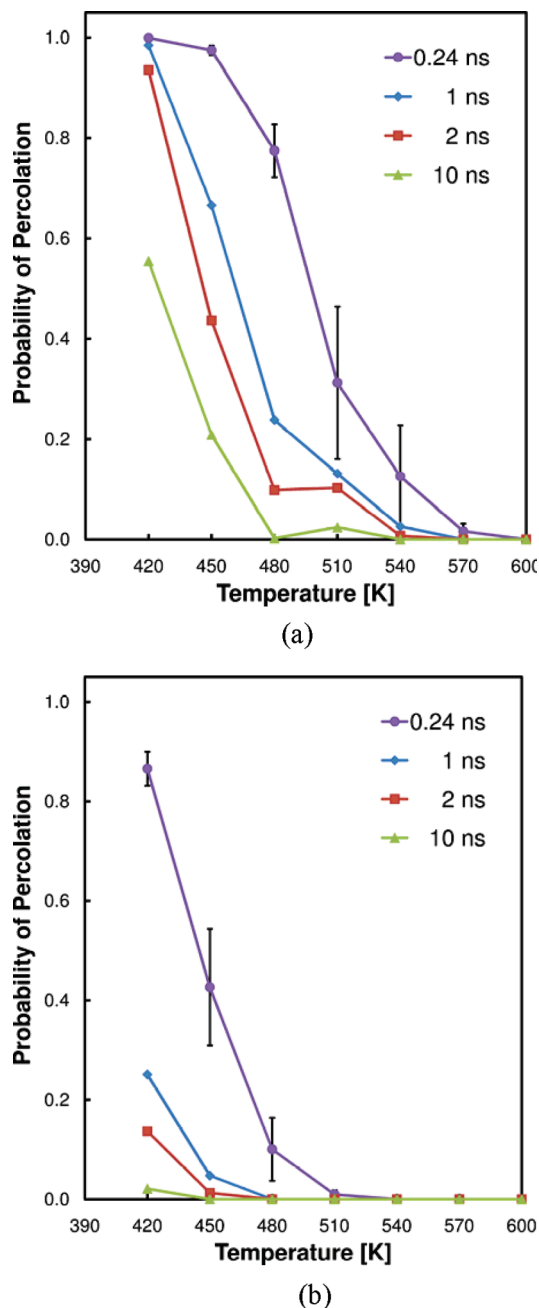 1.0
0.24 ns
1 ns
0.8
2 ns
10 ns
0.6
Probability of Percolation
0.4
0.2
0.0
390 420 450 480 510 540 570 600
Temperature [K]
(a)
1.0
0.24 ns
1 ns
2 ns
0.8
10 ns
0.6
Probability of Percolation
0.4
0.2
0.0
390 420 450 480 510 540 570 600
Temperature [K]
(b)